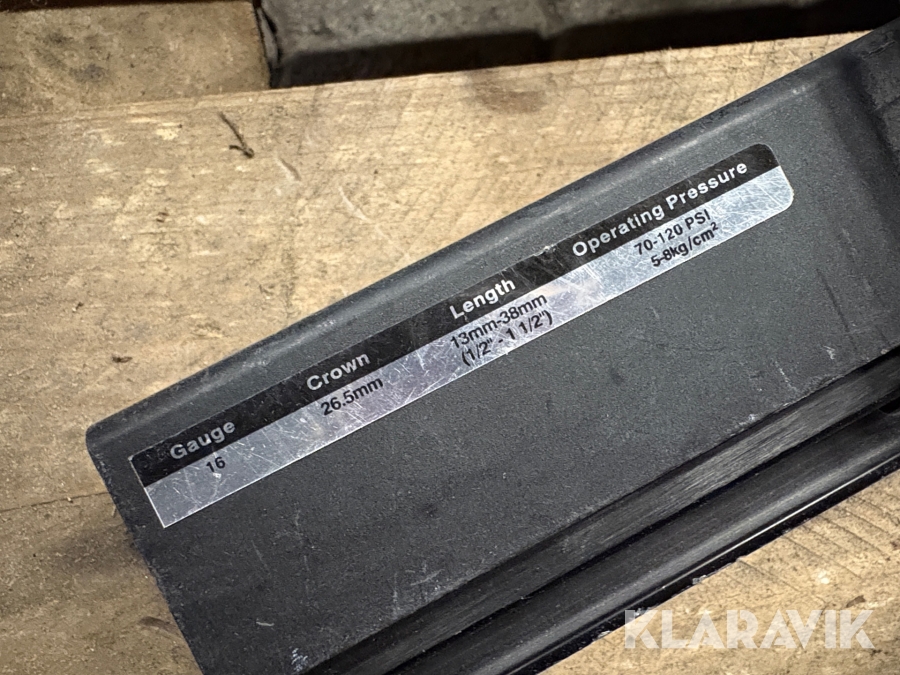 Gauge Crown Length Operating Pressure
16 26.5mm 13mm-38mm 70-120 PSI
(1/2" - 1 1/2") 5-8kg/cm²
KLARAVIK